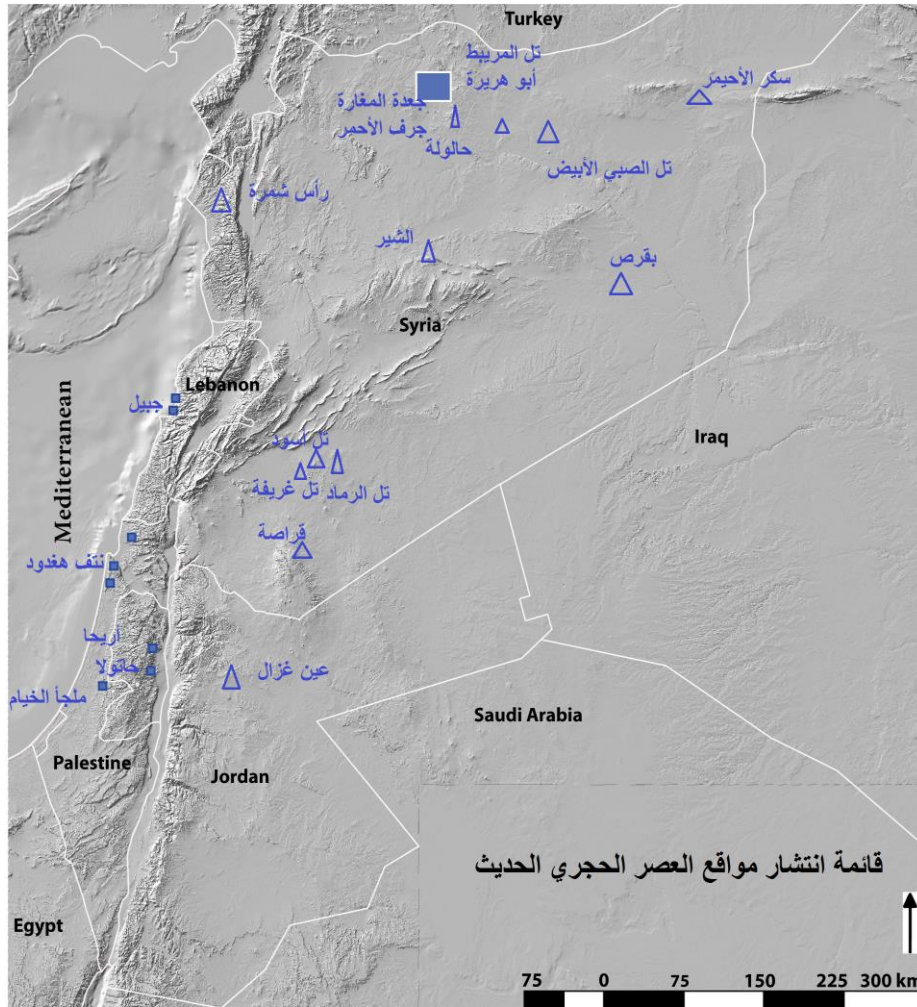 Turkey
تل المريبط
أبو هريرة
سكر الأحيمر
جعدة المغارة
جرف الأحمر
حالولة
تل الصبي الأبيض
رأس شمرة
الشير
بقرص
Syria
Lebanon
جبيل
Mediterranean
Iraq
تل أسود
تل غريفة
تل الرماد
قراصة
نتف هغدود
أريحا
حاتولا
ملجأ الخيام
عين غزال
Saudi Arabia
Palestine
Jordan
قائمة انتشار مواقع العصر الحجري الحديث
Egypt
75 0 75 150 225 300 km